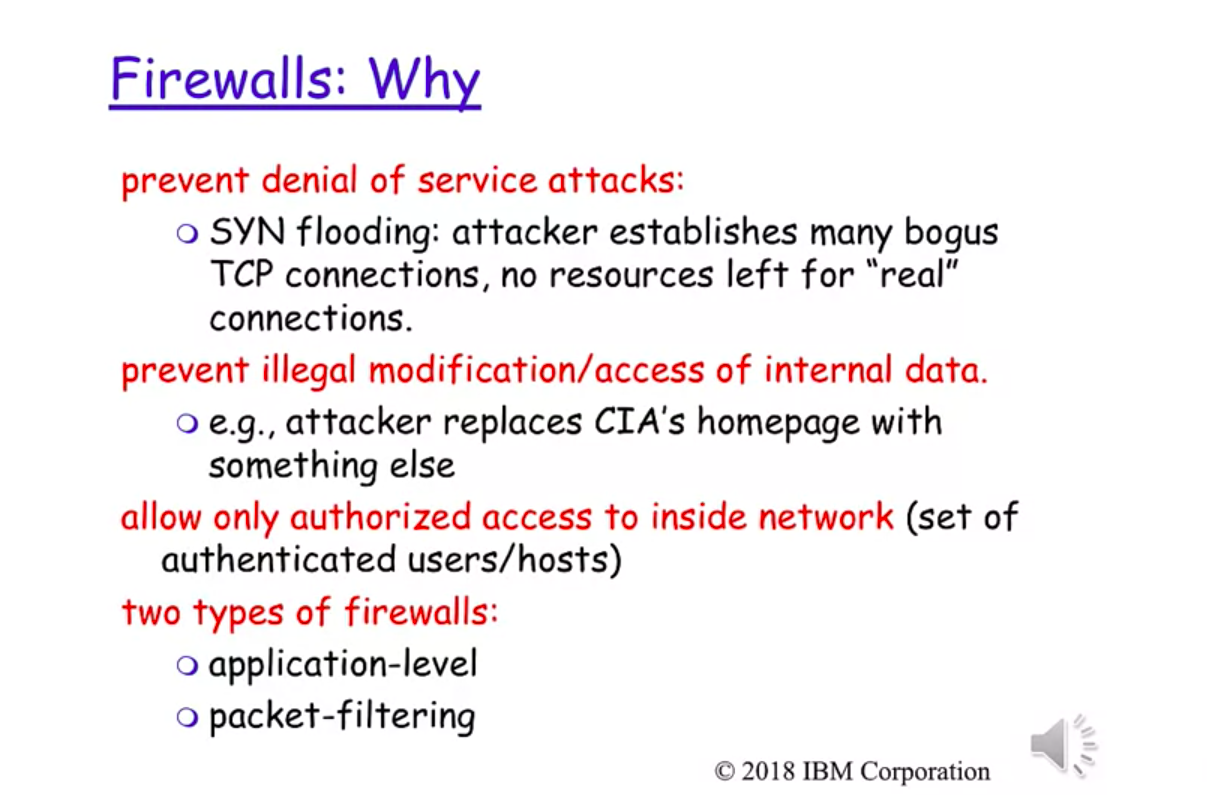 Firewalls: Why
prevent denial of service attacks:
SYN flooding: attacker establishes many bogus
TCP connections, no resources left for “real”
connections.
prevent illegal modification/access of internal data.
e.g., attacker replaces CIA’s homepage with
something else
allow only authorized access to inside network (set of
authenticated users/hosts)
two types of firewalls:
application-level
packet-filtering
© 2018 IBM Corporation